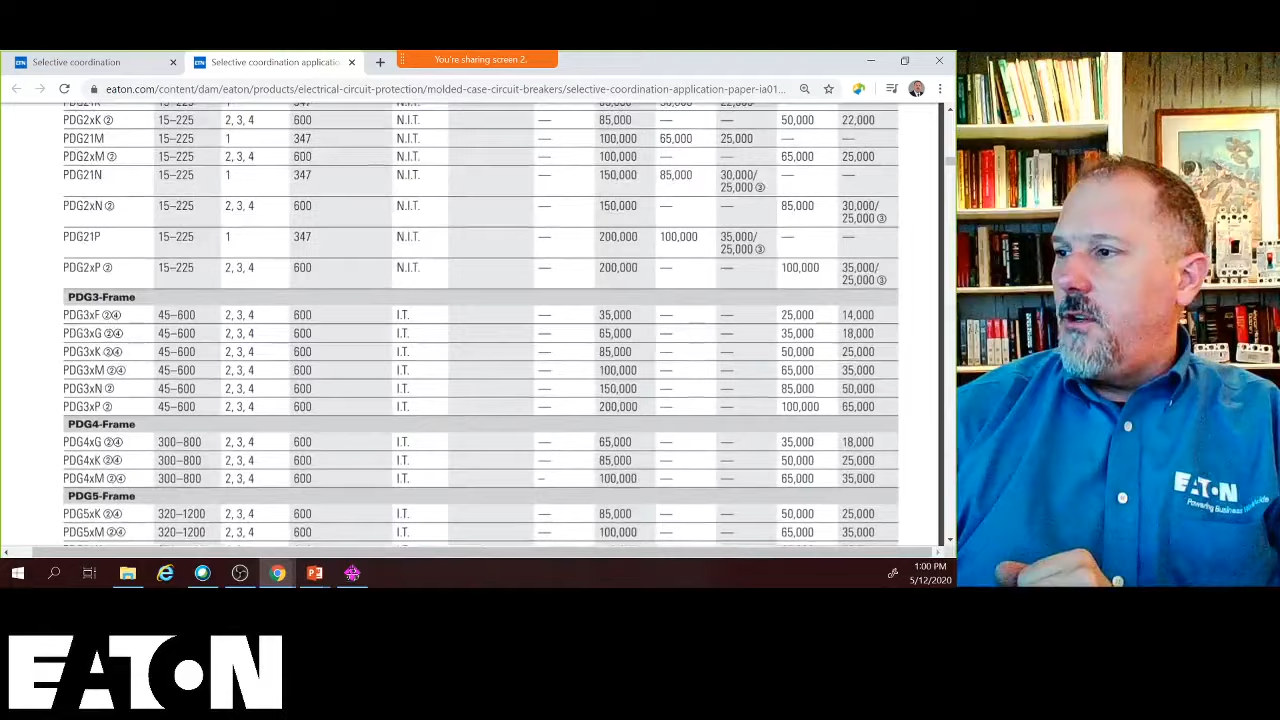 You're sharing screen 2.
Selective coordination
Selective coordination applicatio
eaton.com/content/dam/eaton/products/electrical-circuit-protection/molded-case-circuit-breakers/selective-coordination-application-paper-ia01...
PDG2xK ② 15–225 2, 3, 4 600 N.I.T. — 85,000 50,000 22,000
PDG21M 15–225 1 347 N.I.T. — 100,000 65,000 25,000 — —
PDG2xM ② 15–225 2, 3, 4 600 N.I.T. — 100,000 — — 65,000 25,000
PDG21N 15–225 1 347 N.I.T. — 150,000 85,000 30,000/ — —
25,000 ③
PDG2xN ② 15–225 2, 3, 4 600 N.I.T. — 150,000 — — 85,000 30,000/
25,000 ③
PDG21P 15–225 1 347 N.I.T. — 200,000 100,000 35,000/ — —
25,000 ③
PDG2xP ② 15–225 2, 3, 4 600 N.I.T. — 200,000 — — 100,000 35,000/
25,000 ③
PDG3-Frame
PDG3xF ②④ 45–600 2, 3, 4 600 I.T. — 35,000 — — 25,000 14,000
PDG3xG ②④ 45–600 2, 3, 4 600 I.T. — 65,000 — — 35,000 18,000
PDG3xK ②④ 45–600 2, 3, 4 600 I.T. — 85,000 — — 50,000 25,000
PDG3xM ②④ 45–600 2, 3, 4 600 I.T. — 100,000 — — 65,000 35,000
PDG3xN ② 45–600 2, 3, 4 600 I.T. — 150,000 — — 85,000 50,000
PDG3xP ② 45–600 2, 3, 4 600 I.T. — 200,000 — — 100,000 65,000
PDG4-Frame
PDG4xG ②④ 300–800 2, 3, 4 600 I.T. — 65,000 — — 35,000 18,000
PDG4xK ②④ 300–800 2, 3, 4 600 I.T. — 85,000 — — 50,000 25,000
PDG4xM ②④ 300–800 2, 3, 4 600 I.T. – 100,000 — — 65,000 35,000
PDG5-Frame
PDG5xK ②④ 320–1200 2, 3, 4 600 I.T. — 85,000 — — 50,000 25,000
PDG5xM ②④ 320–1200 2, 3, 4 600 I.T. — 100,000 — — 65,000 35,000
1:00 PM
5/12/2020
EATON
Powering Business Worldwide
EATON